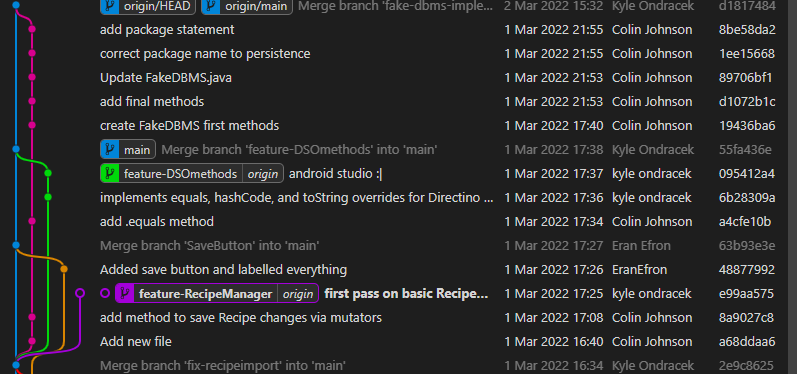 origin/HEAD origin/main Merge branch 'fake-dbms-imple... 2 Mar 2022 15:32 Kyle Ondracek d1817484
add package statement 1 Mar 2022 21:55 Colin Johnson 8be58da2
correct package name to persistence 1 Mar 2022 21:55 Colin Johnson 1ee15668
Update FakeDBMS.java 1 Mar 2022 21:53 Colin Johnson 89706bf1
add final methods 1 Mar 2022 21:53 Colin Johnson d1072b1c
create FakeDBMS first methods 1 Mar 2022 17:40 Colin Johnson 19436ba6
main Merge branch 'feature-DSOmethods' into 'main' 1 Mar 2022 17:38 Kyle Ondracek 55fa436e
feature-DSOmethods origin android studio :| 1 Mar 2022 17:37 kyle ondracek 095412a4
implements equals, hashCode, and toString overrides for Directino ... 1 Mar 2022 17:36 kyle ondracek 6b28309a
add .equals method 1 Mar 2022 17:34 Colin Johnson a4cfe10b
Merge branch 'SaveButton' into 'main' 1 Mar 2022 17:27 Eran Efron 63b93e3e
Added save button and labelled everything 1 Mar 2022 17:26 EranEfron 48877992
feature-RecipeManager origin first pass on basic Recipe... 1 Mar 2022 17:25 kyle ondracek e99aa575
add method to save Recipe changes via mutators 1 Mar 2022 17:08 Colin Johnson 8a9027c8
Add new file 1 Mar 2022 16:40 Colin Johnson a68ddaa6
Merge branch 'fix-recipeimport' into 'main' 1 Mar 2022 16:34 Kyle Ondracek 2e9c8625